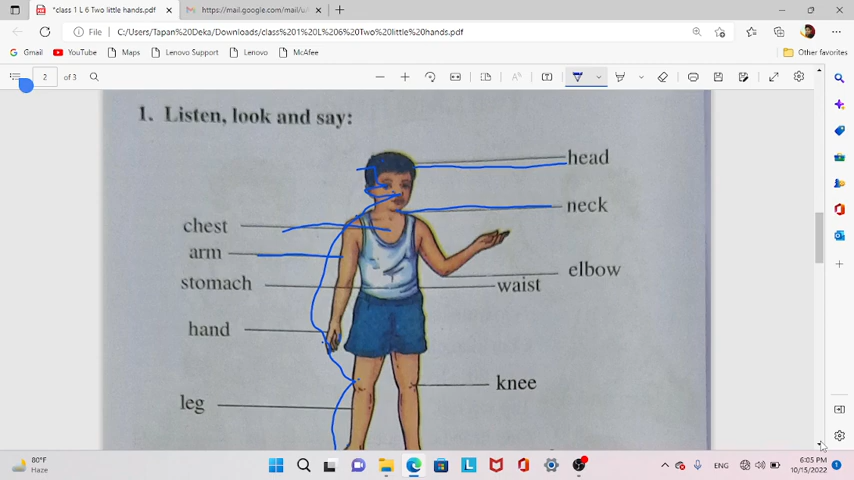 *class 1 L 6 Two little hands.pdf
https://mail.google.com/mail/u/
File
C:/Users/Tapan Deka/Downloads/class%201%20L%206%20Two%20little%20hands.pdf
Gmail
YouTube
Maps
Lenovo Support
Lenovo
McAfee
Other favorites
2 of 3
1. Listen, look and say:
head
neck
chest
arm
elbow
stomach
waist
hand
knee
leg
80°F
Haze
ENG
6:05 PM
10/15/2022